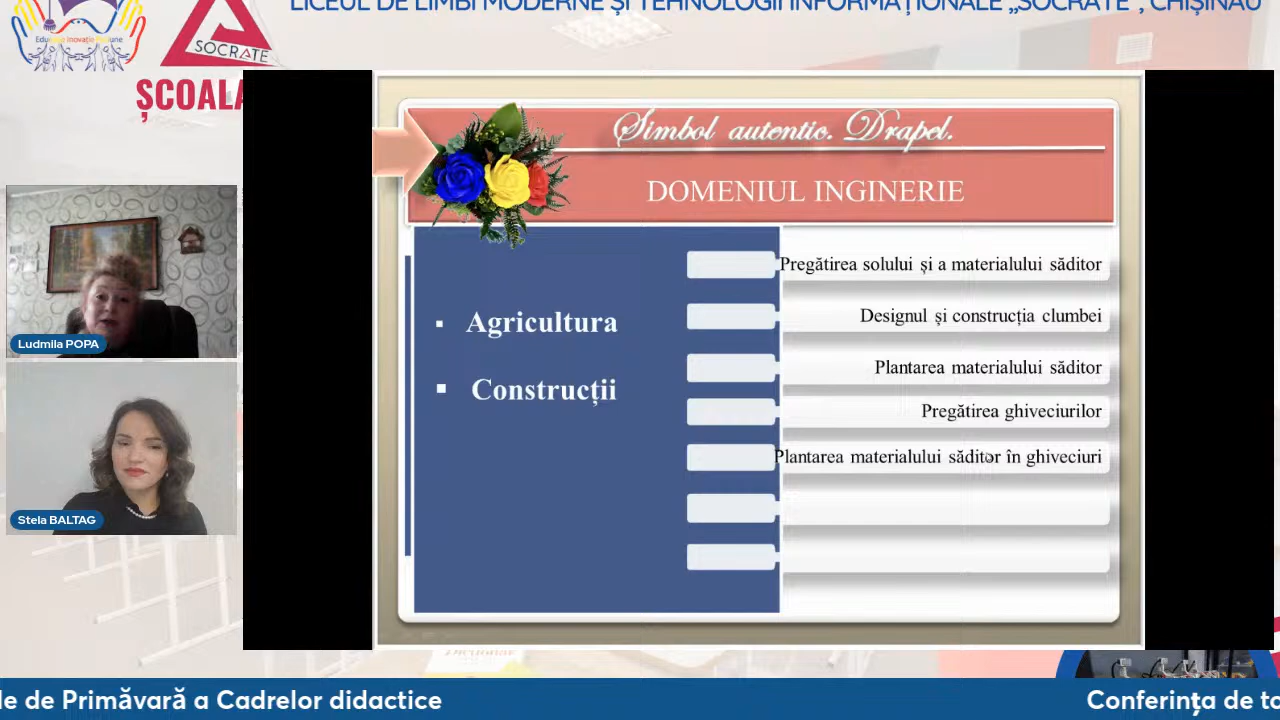 LICEUL DE LIMBI MODERNE ȘI TEHNOLOGII INFORMAȚIONALE „SOCRATE”, CHIȘINĂU
SOCRATE
ȘCOALA
Simbol autentic. Drapel.
DOMENIUL INGINERIE
Agricultura
Construcții
Pregătirea solului și a materialului săditor
Designul și construcția clumbei
Plantarea materialului săditor
Pregătirea ghiveciurilor
Plantarea materialului săditor în ghiveciuri
Ludmila POPA
Stela BALTAG
le de Primăvară a Cadrelor didactice
Conferința de to